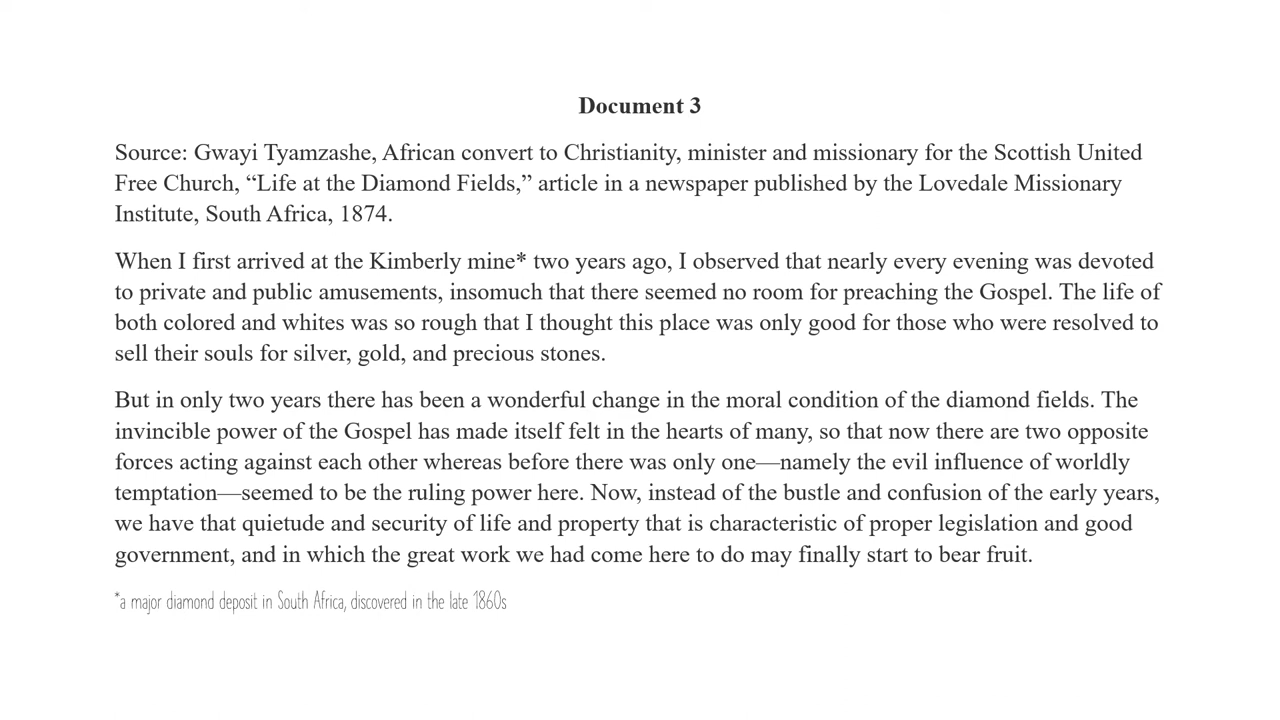 Document 3
Source: Gwayi Tyamzashe, African convert to Christianity, minister and missionary for the Scottish United
Free Church, “Life at the Diamond Fields,” article in a newspaper published by the Lovedale Missionary
Institute, South Africa, 1874.
When I first arrived at the Kimberly mine* two years ago, I observed that nearly every evening was devoted
to private and public amusements, insomuch that there seemed no room for preaching the Gospel. The life of
both colored and whites was so rough that I thought this place was only good for those who were resolved to
sell their souls for silver, gold, and precious stones.
But in only two years there has been a wonderful change in the moral condition of the diamond fields. The
invincible power of the Gospel has made itself felt in the hearts of many, so that now there are two opposite
forces acting against each other whereas before there was only one—namely the evil influence of worldly
temptation—seemed to be the ruling power here. Now, instead of the bustle and confusion of the early years,
we have that quietude and security of life and property that is characteristic of proper legislation and good
government, and in which the great work we had come here to do may finally start to bear fruit.
*a major diamond deposit in South Africa, discovered in the late 1860s